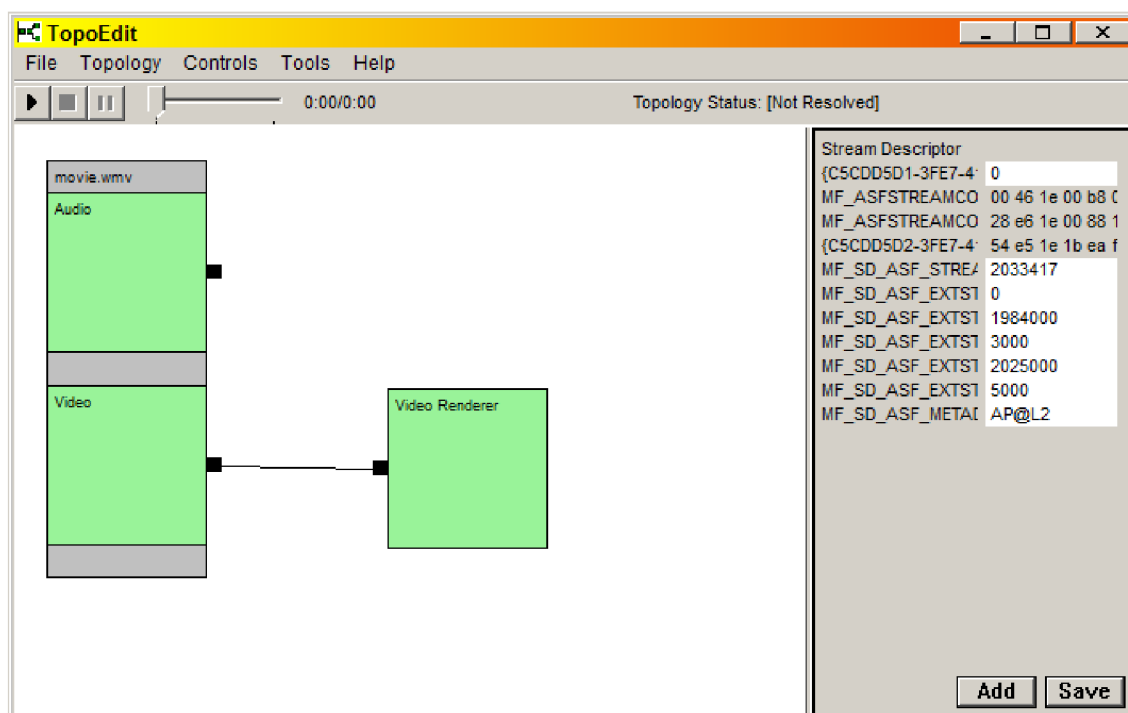 TopoEdit
File Topology Controls Tools Help
0:00/0:00 Topology Status: [Not Resolved]
movie.wmv
Audio
Video
Video Renderer
Stream Descriptor
{C5CDD5D1-3FE7-4 0
MF_ASFSTREAMCO 00 46 1e 00 b8
MF_ASFSTREAMCO 28 e6 1e 00 88 1
{C5CDD5D2-3FE7-4 54 e5 1e 1b ea f
MF_SD_ASF_STREA 2033417
MF_SD_ASF_EXTST 0
MF_SD_ASF_EXTST 1984000
MF_SD_ASF_EXTST 3000
MF_SD_ASF_EXTST 2025000
MF_SD_ASF_EXTST 5000
MF_SD_ASF_META AP@L2
Add Save